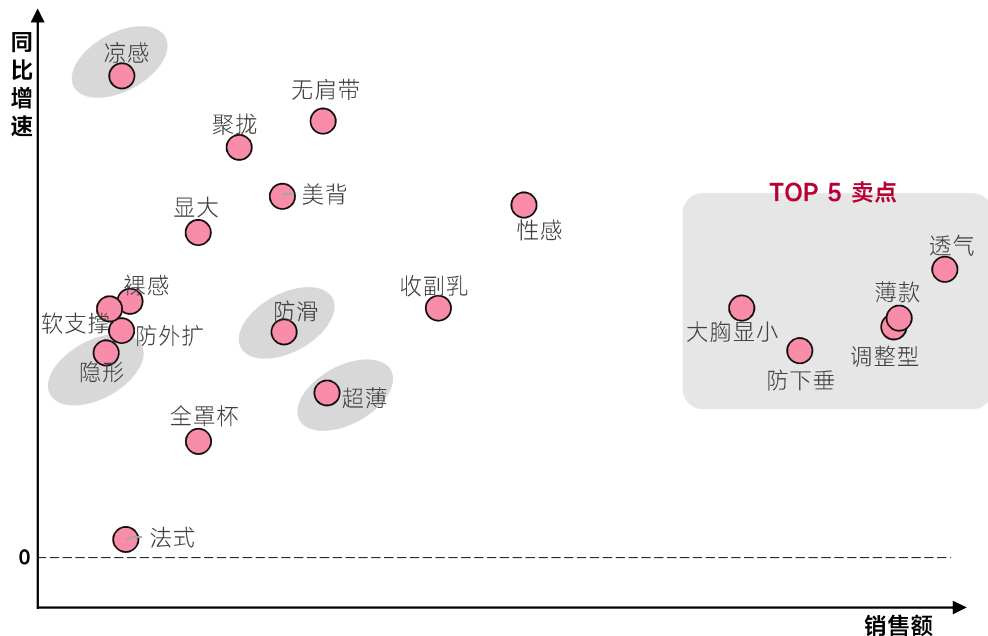 同比增速
凉感
无肩带
聚拢
美背
显大
性感
TOP 5 卖点
透气
裸感
收副乳
薄款
软支撑
防外扩
防滑
大胸显小
调整型
隐形
防下垂
超薄
全罩杯
法式
0
销售额